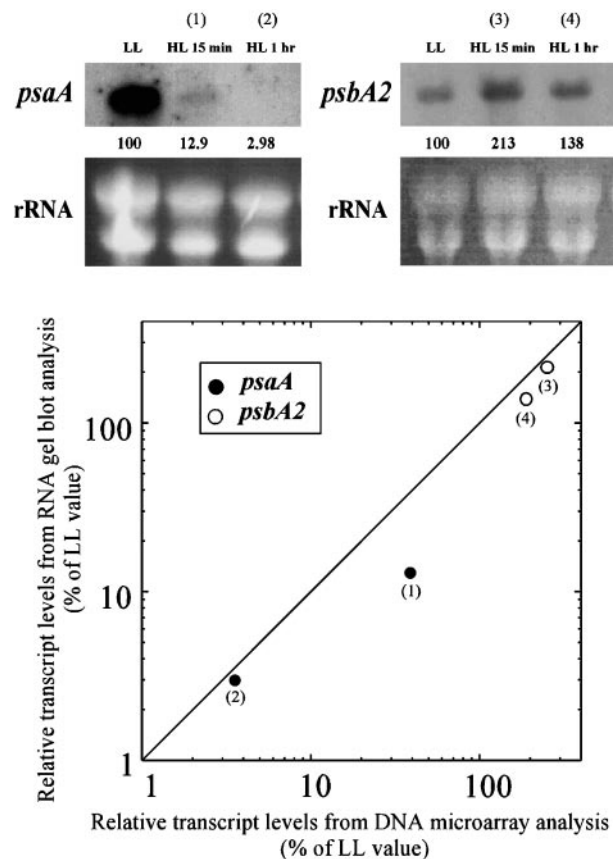 (1) (2) (3) (4)
LL HL 15 min HL 1 hr LL HL 15 min HL 1 hr
psaA psbA2
100 12.9 2.98 100 213 138
rRNA rRNA
Relative transcript levels from RNA gel blot analysis
(% of LL value)
psaA
psbA2
(3)
(4)
100
(1)
10
(2)
1
1 10 100
Relative transcript levels from DNA microarray analysis
(% of LL value)